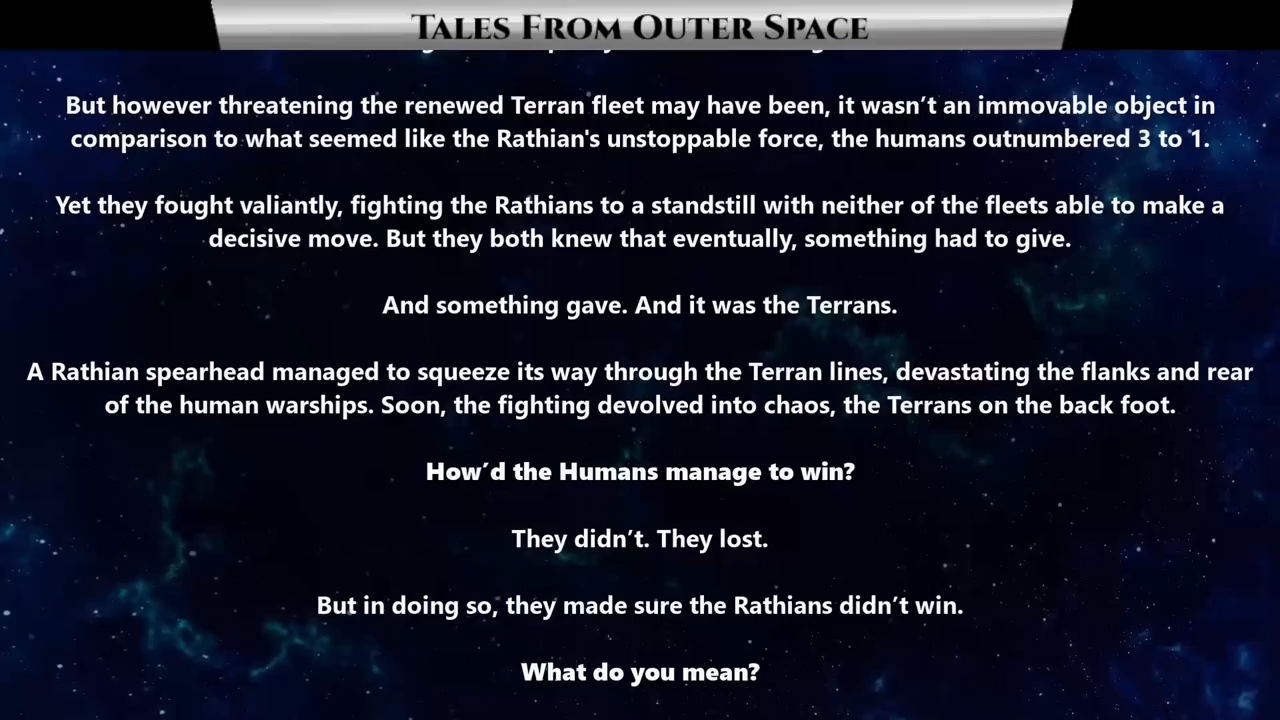 Tales From Outer Space
But however threatening the renewed Terran fleet may have been, it wasn’t an immovable object in
comparison to what seemed like the Rathian's unstoppable force, the humans outnumbered 3 to 1.
Yet they fought valiantly, fighting the Rathians to a standstill with neither of the fleets able to make a
decisive move. But they both knew that eventually, something had to give.
And something gave. And it was the Terrans.
A Rathian spearhead managed to squeeze its way through the Terran lines, devastating the flanks and rear
of the human warships. Soon, the fighting devolved into chaos, the Terrans on the back foot.
How’d the Humans manage to win?
They didn’t. They lost.
But in doing so, they made sure the Rathians didn’t win.
What do you mean?